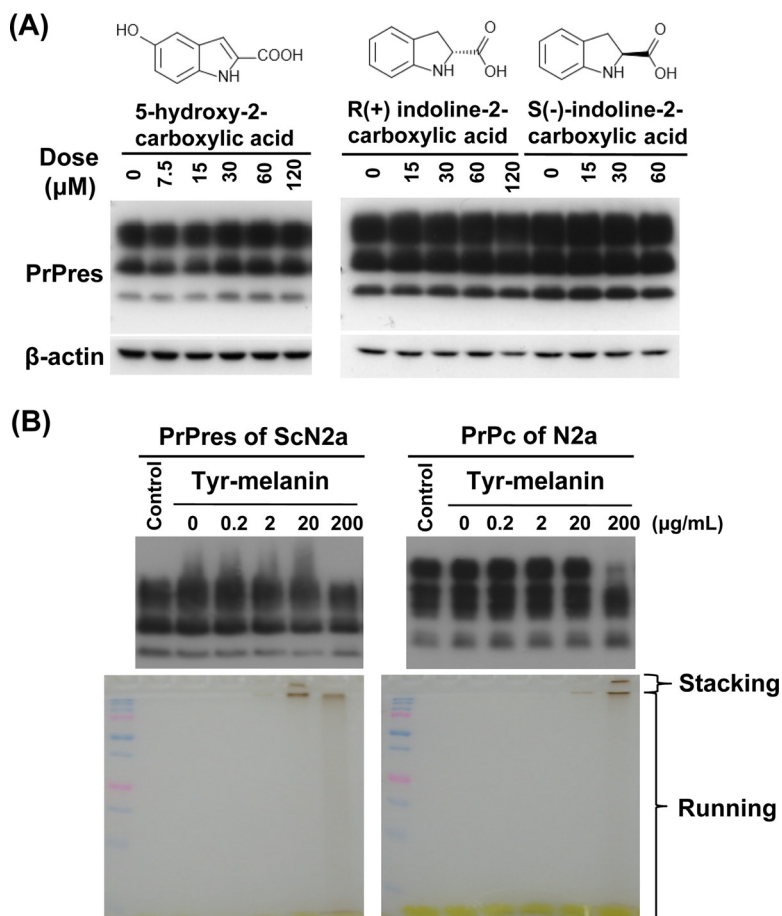 (A)
HO
COOH
NH
O
NH
OH
O
NH
OH
5-hydroxy-2-
carboxylic acid
R(+) indoline-2-
carboxylic acid
S(-)-indoline-2-
carboxylic acid
Dose
(μM)
0 7.5 15 30 60 120
0 15 30 60 120 0 15 30 60
PrPres
β-actin
(B)
PrPres of ScN2a
PrPc of N2a
Control
Tyr-melanin
0 0.2 2 20 200
Control
Tyr-melanin
0 0.2 2 20 200
(μg/mL)
Stacking
Running